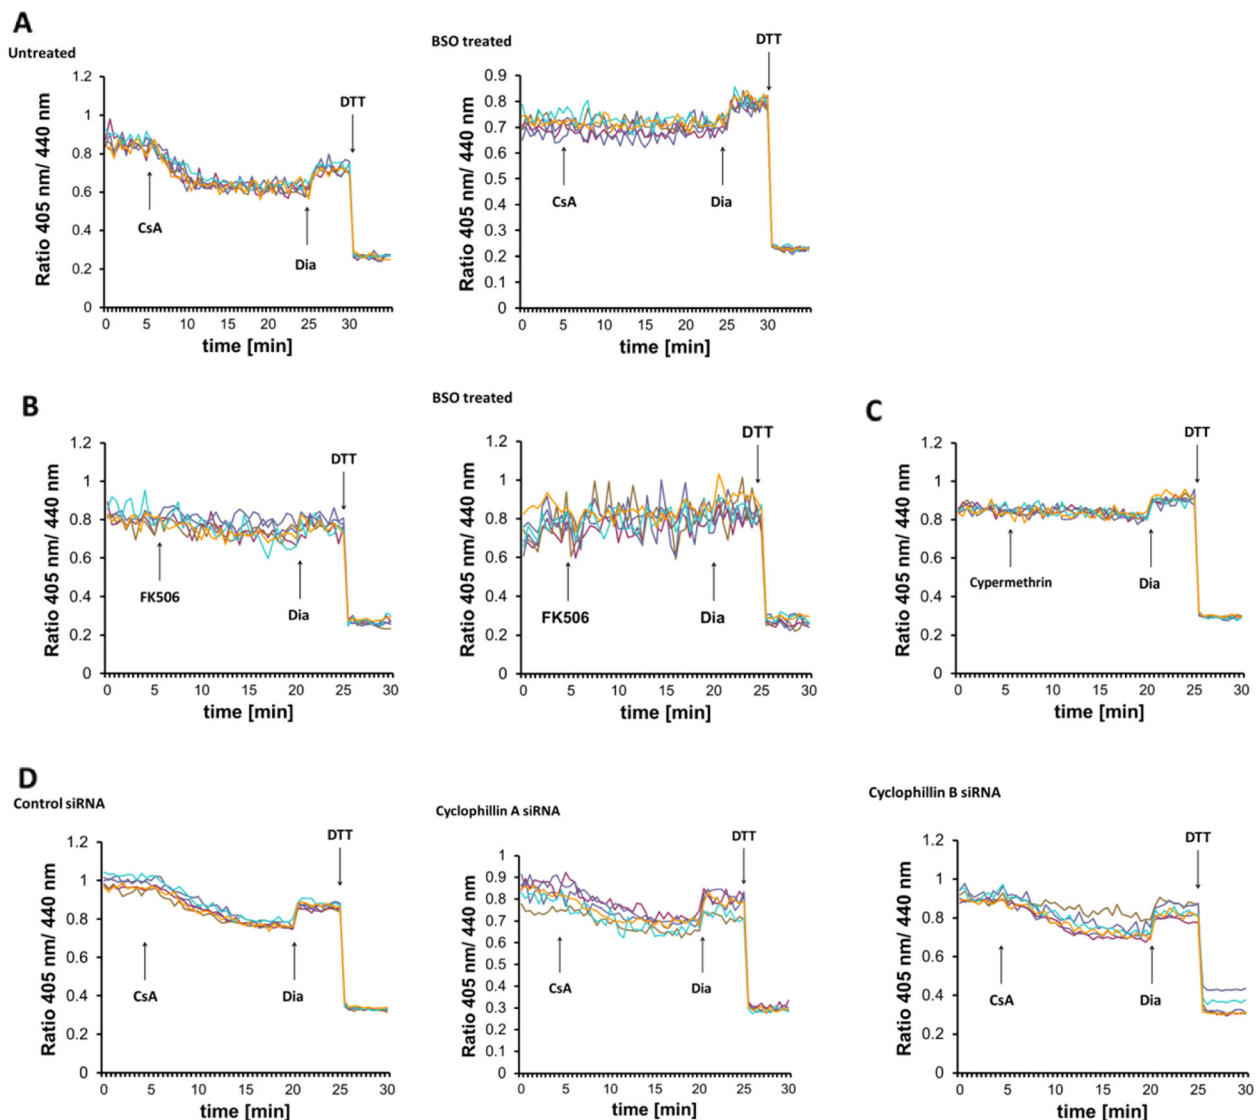 A
Untreated
BSO treated
Ratio 405 nm/ 440 nm
1.2
1
0.8
0.6
0.4
0.2
0
CsA
Dia
DTT
0 5 10 15 20 25 30
time [min]
Ratio 405 nm/ 440 nm
0.9
0.8
0.7
0.6
0.5
0.4
0.3
0.2
0.1
0
CsA
Dia
DTT
0 5 10 15 20 25 30
time [min]
B
Ratio 405 nm/ 440 nm
1.2
1
0.8
0.6
0.4
0.2
0
FK506
Dia
DTT
0 5 10 15 20 25 30
time [min]
BSO treated
Ratio 405 nm/ 440 nm
1.2
1
0.8
0.6
0.4
0.2
0
FK506
Dia
DTT
0 5 10 15 20 25 30
time [min]
C
Ratio 405 nm/ 440 nm
1.2
1
0.8
0.6
0.4
0.2
0
Cypermethrin
Dia
DTT
0 5 10 15 20 25 30
time [min]
D
Control siRNA
Ratio 405 nm/ 440 nm
1.2
1
0.8
0.6
0.4
0.2
0
CsA
Dia
DTT
0 5 10 15 20 25 30
time [min]
Cyclophillin A siRNA
Ratio 405 nm/ 440 nm
1
0.9
0.8
0.7
0.6
0.5
0.4
0.3
0.2
0.1
0
CsA
Dia
DTT
0 5 10 15 20 25 30
time [min]
Cyclophillin B siRNA
Ratio 405 nm/ 440 nm
1.2
1
0.8
0.6
0.4
0.2
0
CsA
Dia
DTT
0 5 10 15 20 25 30
time [min]